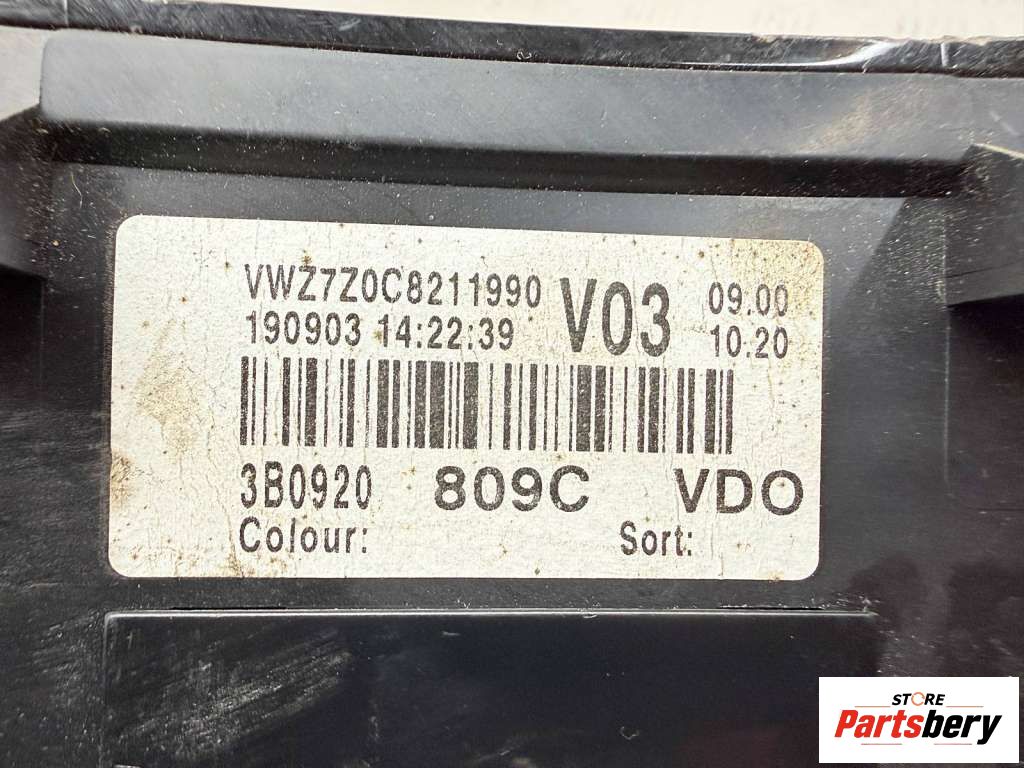 VWZ7Z0C8211990 V03 09.00
190903 14:22:39 10.20
3B0920 809C VDO
Colour: Sort:
STORE
Partsbery